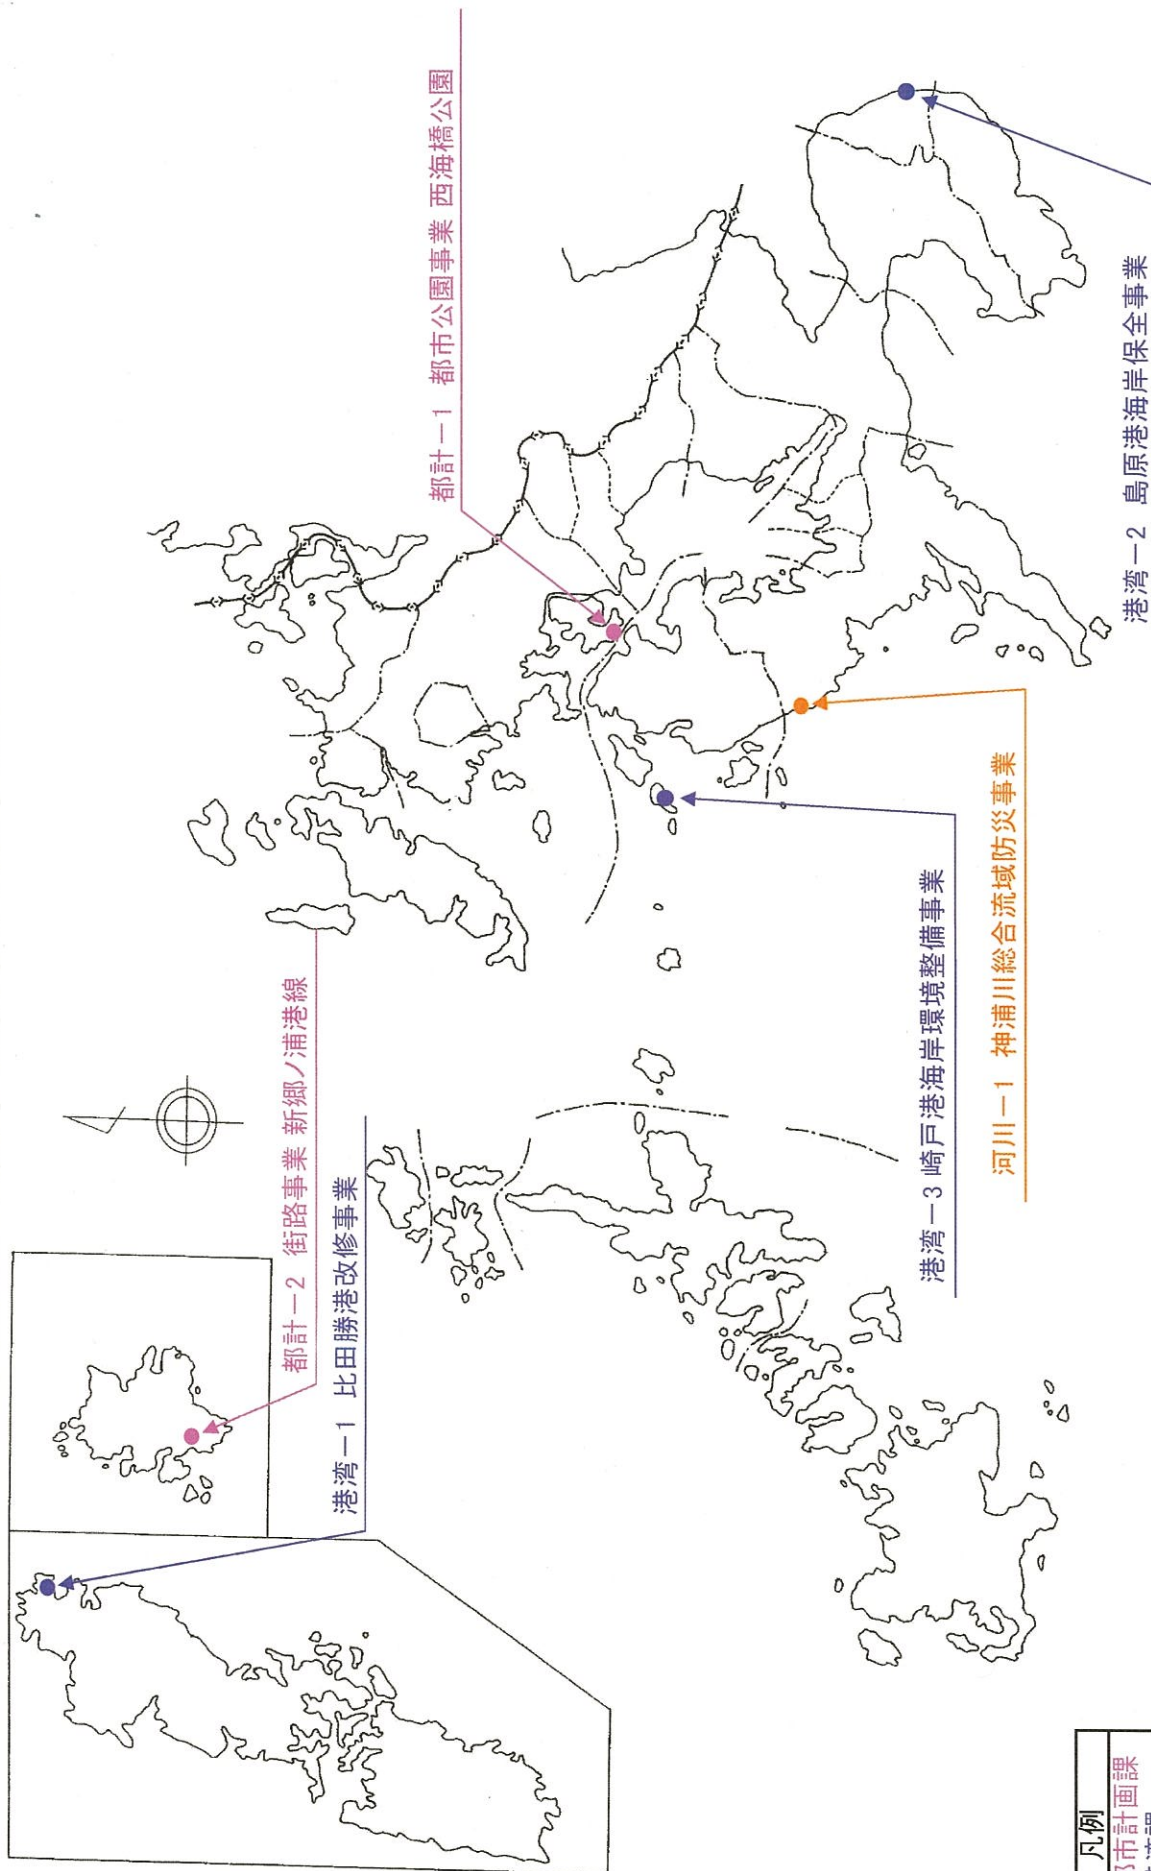 都計－1 都市公園事業 西海橋公園
都計－2 街路事業 新郷ノ浦港線
港湾－1 比田勝港改修事業
港湾－2 島原港海岸保全事業
港湾－3 崎戸港海岸環境整備事業
河川－1 神浦川総合流域防災事業
凡例
都市計画課